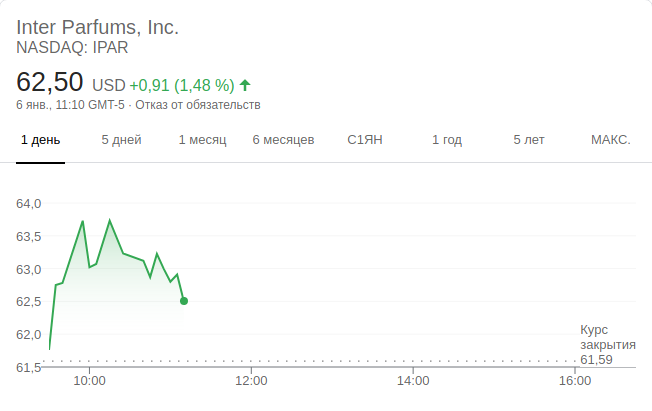 Inter Parfums, Inc.
NASDAQ: IPAR
62,50 USD +0,91 (1,48 %)
6 янв., 11:10 GMT-5 · Отказ от обязательств
1 день 5 дней 1 месяц 6 месяцев С1ЯН 1 год 5 лет МАКС.
64,0
63,5
63,0
62,5
62,0
61,5
Курс
закрытия
61,59
10:00 12:00 14:00 16:00